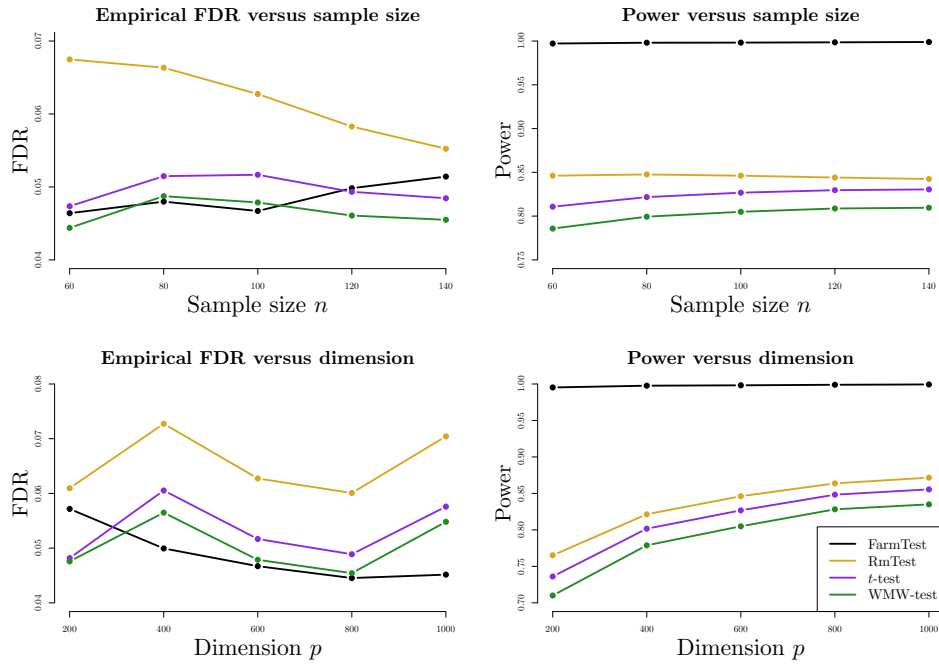 Empirical FDR versus sample size
FDR
0.04 0.05 0.06 0.07
60 80 100 120 140
Sample size n
Power versus sample size
Power
0.75 0.80 0.85 0.90 0.95 1.00
60 80 100 120 140
Sample size n
Empirical FDR versus dimension
FDR
0.04 0.05 0.06 0.07 0.08
200 400 600 800 1000
Dimension p
Power versus dimension
Power
0.70 0.75 0.80 0.85 0.90 0.95 1.00
200 400 600 800 1000
Dimension p
FarmTest
RmTest
t-test
WMW-test